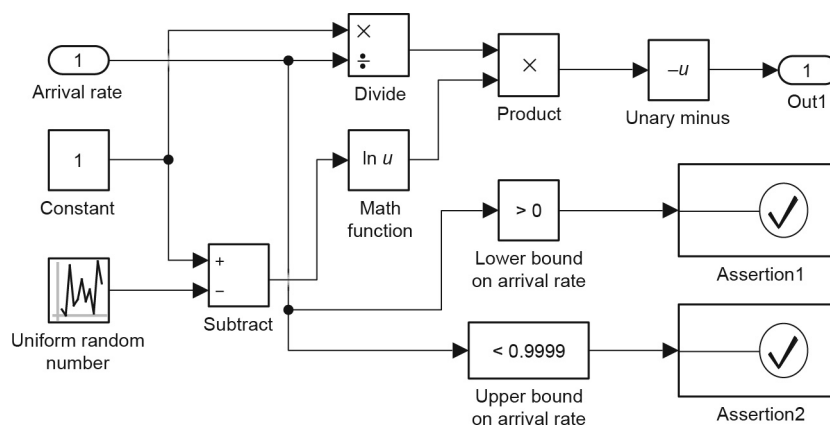 ×
÷
Divide
1
Arrival rate
×
Product
–u
Unary minus
1
Out1
1
Constant
ln u
Math
function
> 0
Lower bound
on arrival rate
Assertion1
+
–
Subtract
Uniform random
number
< 0.9999
Upper bound
on arrival rate
Assertion2